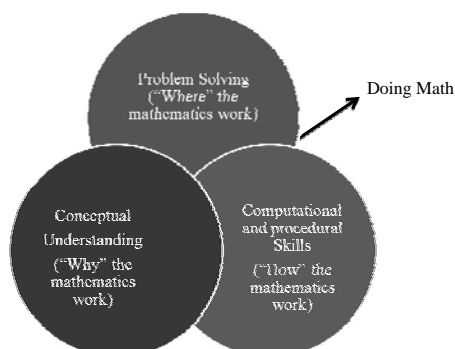 Problem Solving
("Where" the
mathematics work)
Doing Math
Conceptual
Understanding
("Why" the
mathematics
work)
Computational
and procedural
Skills
("How" the
mathematics
work)